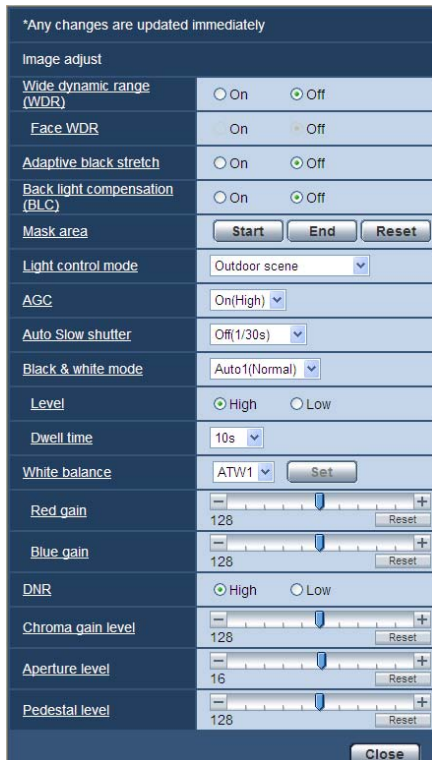 *Any changes are updated immediately
Image adjust
Wide dynamic range (WDR) On Off
Face WDR On Off
Adaptive black stretch On Off
Back light compensation (BLC) On Off
Mask area Start End Reset
Light control mode Outdoor scene
AGC On(High)
Auto Slow shutter Off(1/30s)
Black & white mode Auto1(Normal)
Level High Low
Dwell time 10s
White balance ATW1 Set
Red gain − +
128 Reset
Blue gain − +
128 Reset
DNR High Low
Chroma gain level − +
128 Reset
Aperture level − +
16 Reset
Pedestal level − +
128 Reset
Close